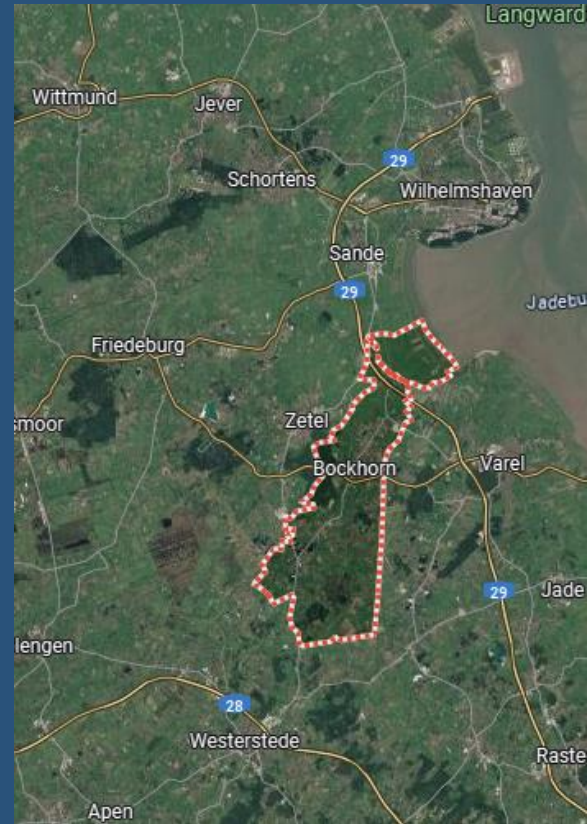 Langward
Wittmund
Jever
29
Schortens
Wilhelmshaven
Sande
29
Jadebu
Friedeburg
smoor
Zetel
Bockhorn
Varel
29
Jade
lengen
28
Westerstede
Raste
Apen